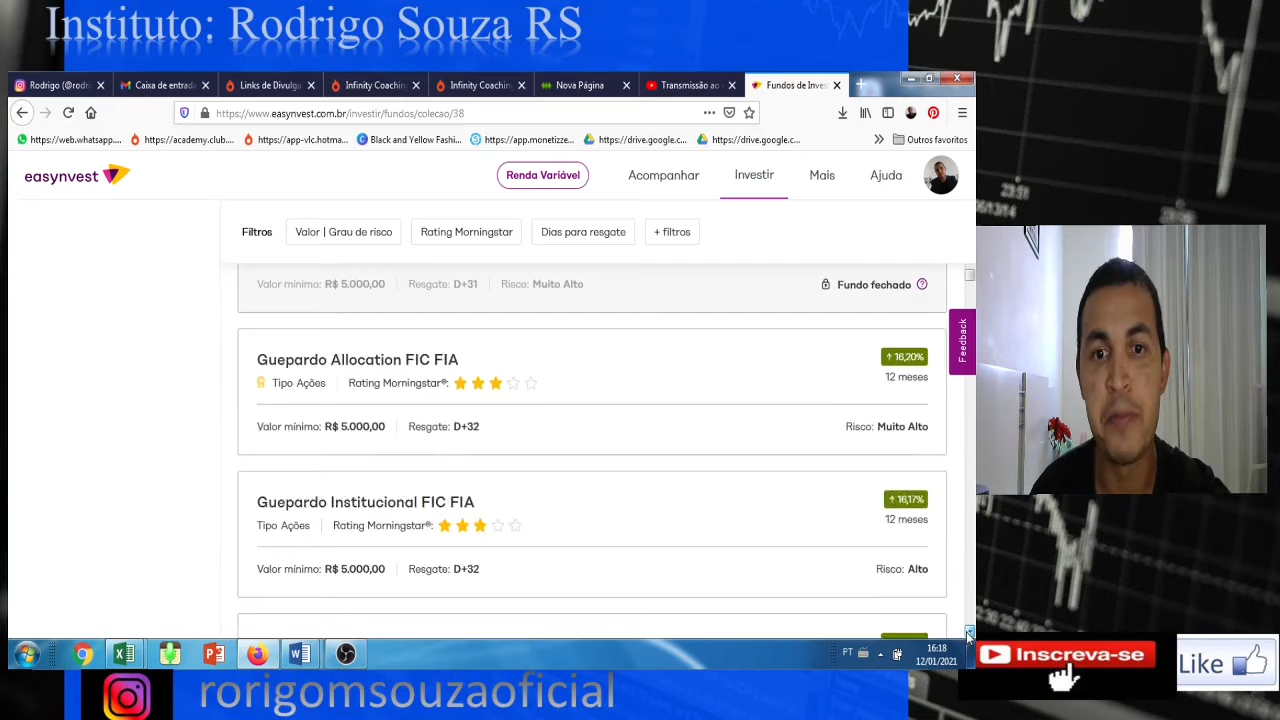 Instituto: Rodrigo Souza RS
Rodrigo (@rodri
Caixa de entrad
Links de Divulga
Infinity Coachin
Infinity Coachin
Nova Página
Transmissão ao
Fundos de Inves
https://www.easynvest.com.br/investir/fundos/colecao/38
https://web.whatsapp....
https://academy.club....
https://app-vlc.hotma...
Black and Yellow Fashi...
https://app.monetizze...
https://drive.google.c...
https://drive.google.c...
Outros favoritos
easynvest
Renda Variável
Acompanhar
Investir
Mais
Ajuda
Filtros
Valor | Grau de risco
Rating Morningstar
Dias para resgate
+ filtros
Valor mínimo: R$ 5.000,00 Resgate: D+31 Risco: Muito Alto
Fundo fechado
Feedback
Guepardo Allocation FIC FIA
16,20%
Tipo Ações Rating Morningstar®:
12 meses
Valor mínimo: R$ 5.000,00 Resgate: D+32
Risco: Muito Alto
Guepardo Institucional FIC FIA
16,17%
Tipo Ações Rating Morningstar®:
12 meses
Valor mínimo: R$ 5.000,00 Resgate: D+32
Risco: Alto
PT
16:18
12/01/2021
Inscreva-se
Like
rorigom.souzaoficial